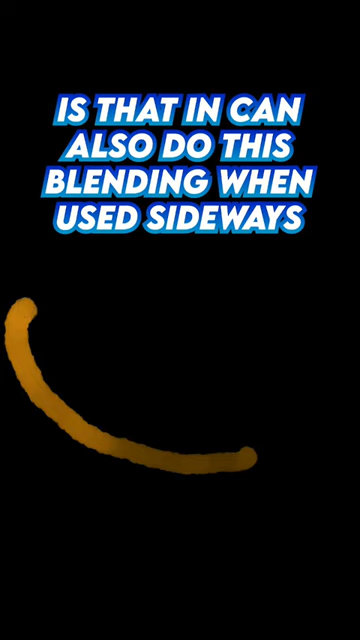 IS THAT IN CAN
ALSO DO THIS
BLENDING WHEN
USED SIDEWAYS